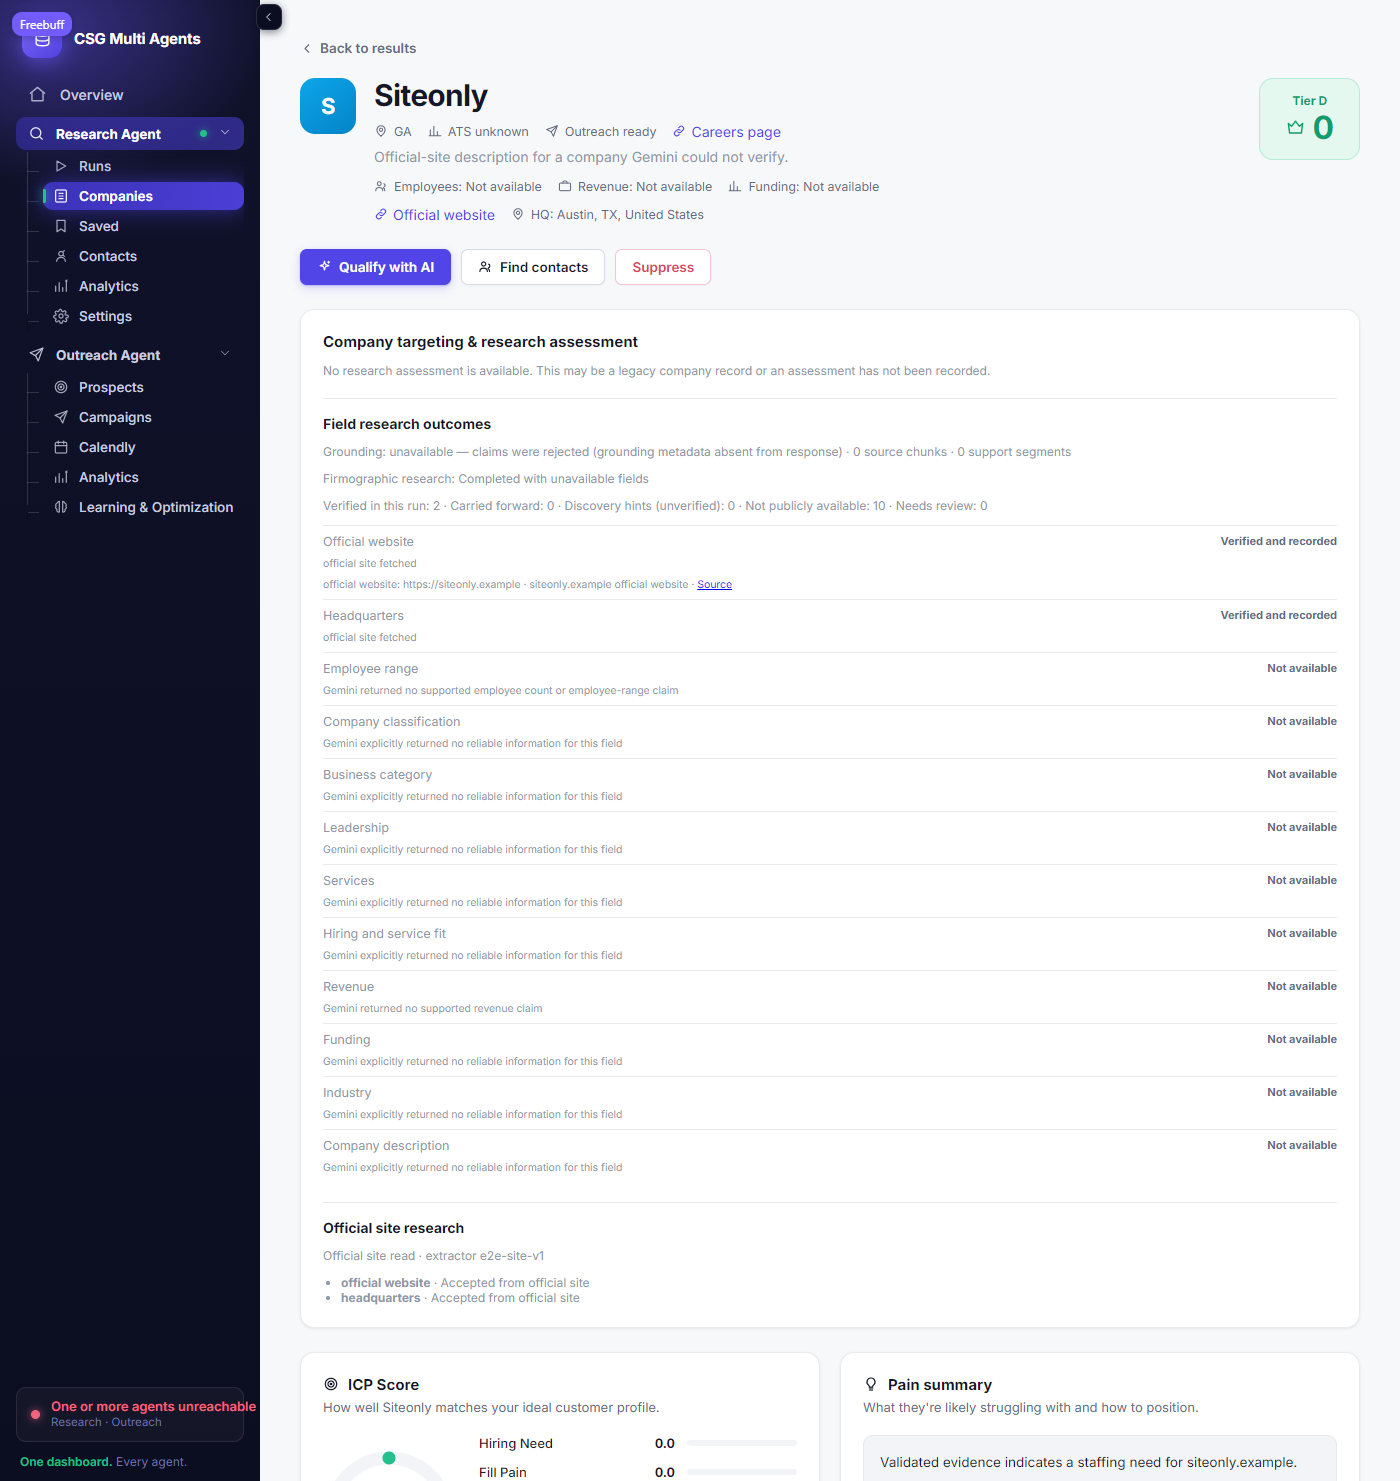 Freebuff
CSG Multi Agents
Overview
Research Agent
Runs
Companies
Saved
Contacts
Analytics
Settings
Outreach Agent
Prospects
Campaigns
Calendly
Analytics
Learning & Optimization
One or more agents unreachable
Research · Outreach
One dashboard. Every agent.
Back to results
S
Siteonly
GA ATS unknown Outreach ready Careers page
Official-site description for a company Gemini could not verify.
Employees: Not available Revenue: Not available Funding: Not available
Official website HQ: Austin, TX, United States
Tier D
0
Qualify with AI Find contacts Suppress
Company targeting & research assessment
No research assessment is available. This may be a legacy company record or an assessment has not been recorded.
Field research outcomes
Grounding: unavailable — claims were rejected (grounding metadata absent from response) · 0 source chunks · 0 support segments
Firmographic research: Completed with unavailable fields
Verified in this run: 2 · Carried forward: 0 · Discovery hints (unverified): 0 · Not publicly available: 10 · Needs review: 0
Official website Verified and recorded
official site fetched
official website: https://siteonly.example · siteonly.example official website · Source
Headquarters Verified and recorded
official site fetched
Employee range Not available
Gemini returned no supported employee count or employee-range claim
Company classification Not available
Gemini explicitly returned no reliable information for this field
Business category Not available
Gemini explicitly returned no reliable information for this field
Leadership Not available
Gemini explicitly returned no reliable information for this field
Services Not available
Gemini explicitly returned no reliable information for this field
Hiring and service fit Not available
Gemini explicitly returned no reliable information for this field
Revenue Not available
Gemini returned no supported revenue claim
Funding Not available
Gemini explicitly returned no reliable information for this field
Industry Not available
Gemini explicitly returned no reliable information for this field
Company description Not available
Gemini explicitly returned no reliable information for this field
Official site research
Official site read · extractor e2e-site-v1
• official website · Accepted from official site
• headquarters · Accepted from official site
ICP Score
How well Siteonly matches your ideal customer profile.
Hiring Need 0.0
Fill Pain 0.0
Pain summary
What they're likely struggling with and how to position.
Validated evidence indicates a staffing need for siteonly.example.